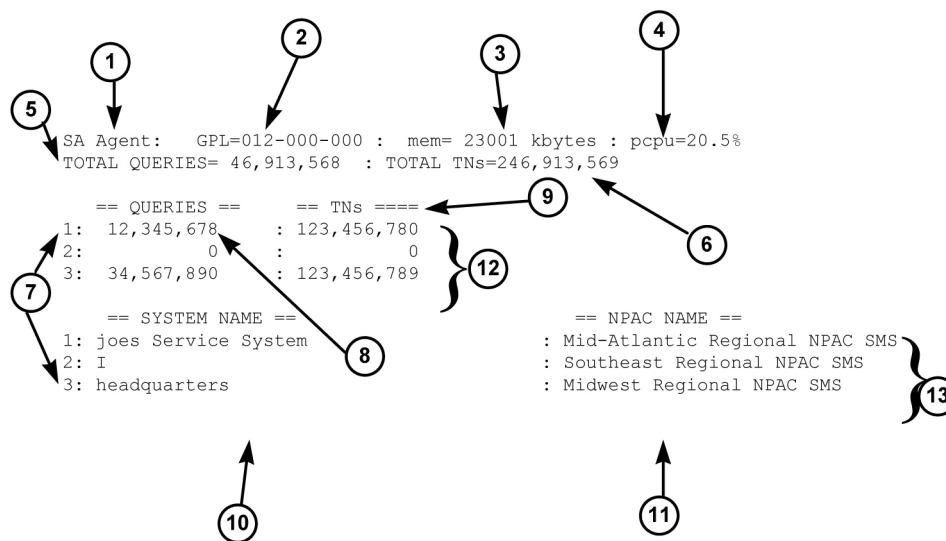 2
4
3
1
5
SA Agent: GPL=012-000-000 : mem= 23001 kbytes : pcpu=20.5%
TOTAL QUERIES= 46,913,568 : TOTAL TNs=246,913,569
9
== QUERIES == == TNs ====
1: 12,345,678 : 123,456,780
6
2: 0 : 0
12
3: 34,567,890 : 123,456,789
7
== SYSTEM NAME == == NPAC NAME ==
1: joes Service System : Mid-Atlantic Regional NPAC SMS
8
2: I : Southeast Regional NPAC SMS
3: headquarters : Midwest Regional NPAC SMS
13
10
11